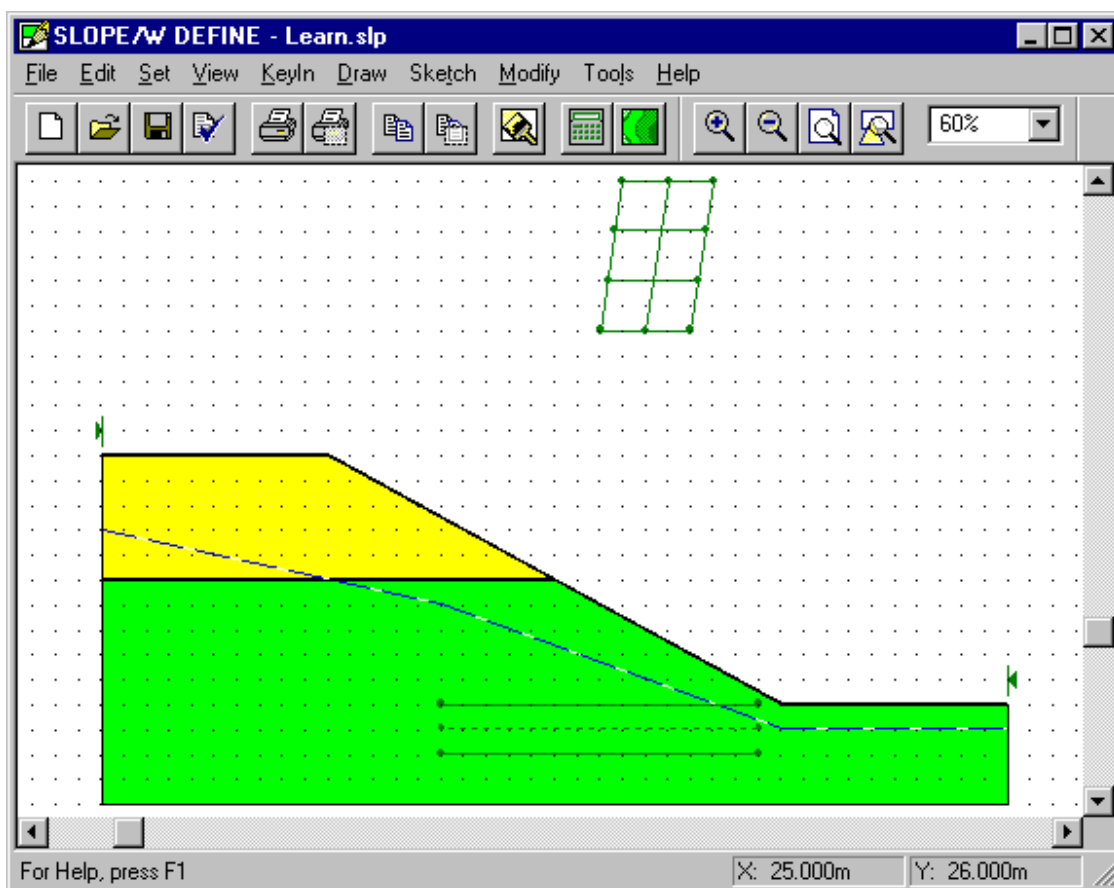 SLOPE/W DEFINE - Learn.slp
File Edit Set View KeyIn Draw Sketch Modify Tools Help
60%
For Help, press F1 X: 25.000m Y: 26.000m